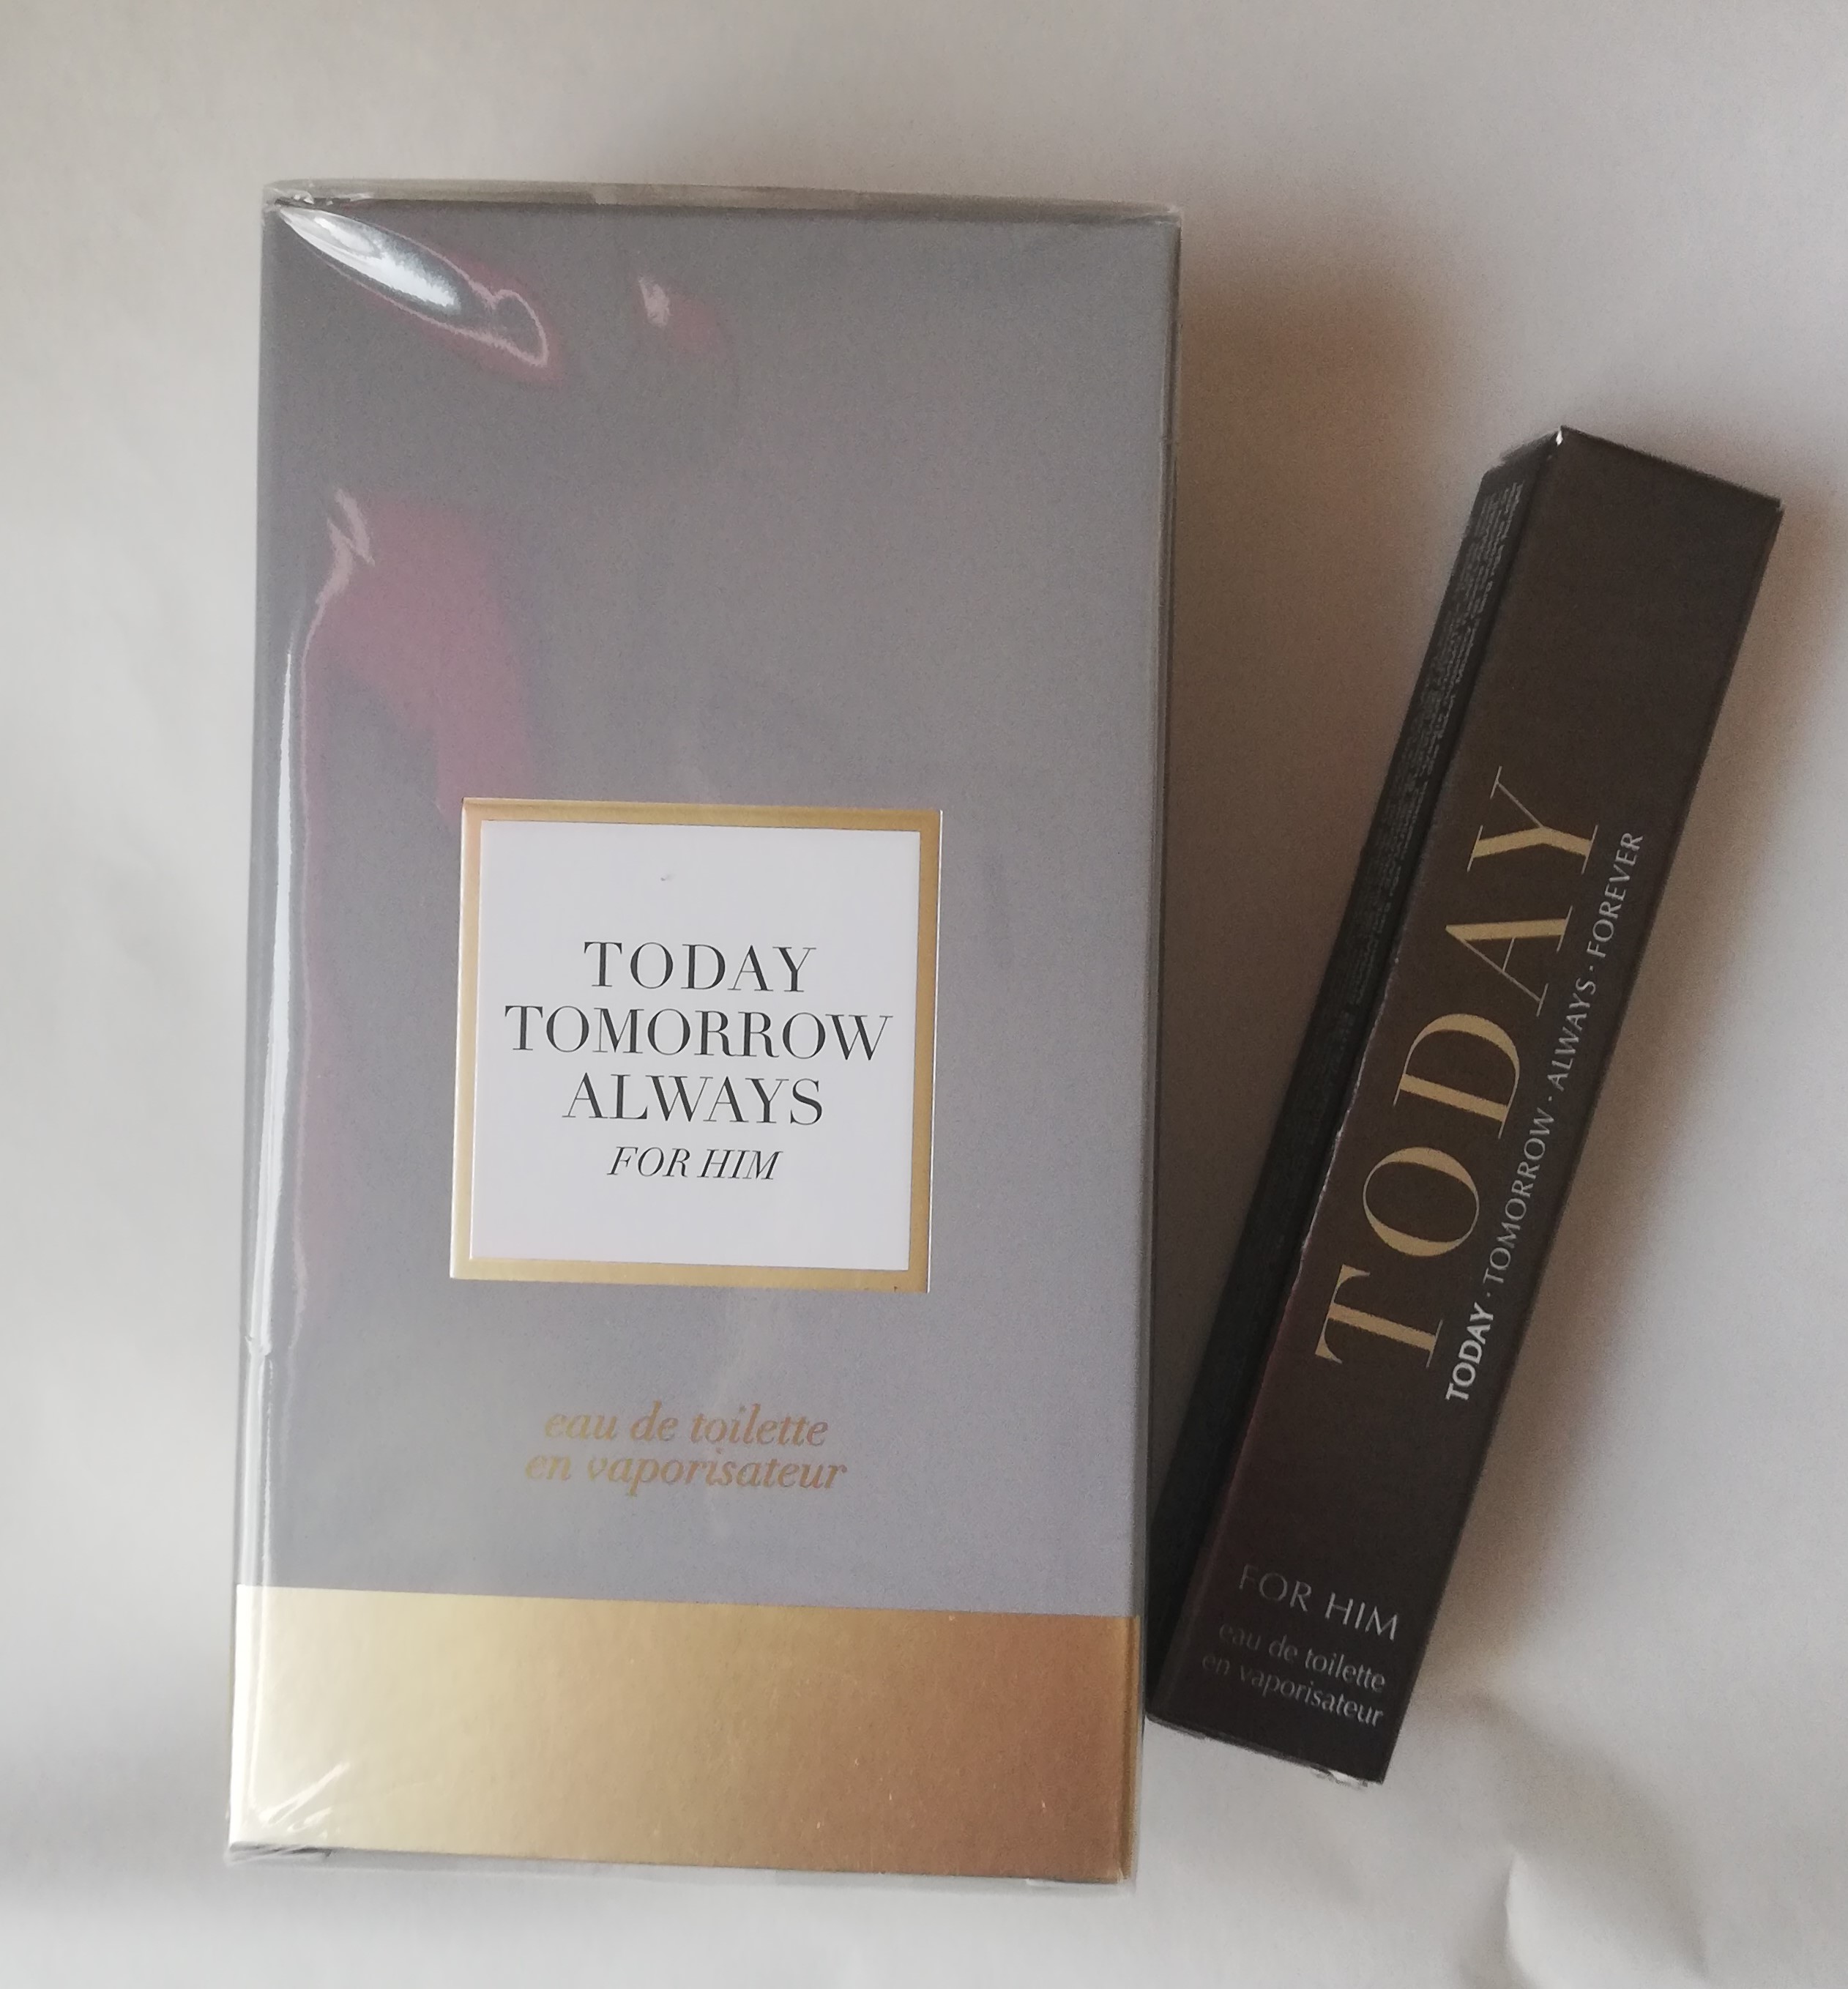 TODAY
TOMORROW
ALWAYS
FOR HIM
eau de toilette
en vaporisateur
TODAY
TODAY · TOMORROW · ALWAYS · FOREVER
FOR HIM
eau de toilette
en vaporisateur